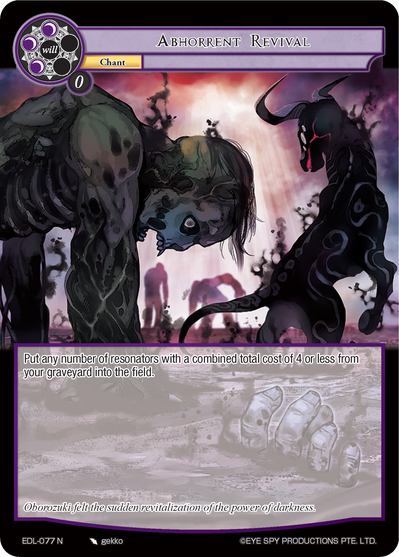 Abhorrent Revival
will
Chant
0
Put any number of resonators with a combined total cost of 4 or less from
your graveyard into the field.
Oborozuki felt the sudden revitalization of the power of darkness.
EDL-077 N gekko ©EYE SPY PRODUCTIONS PTE. LTD.